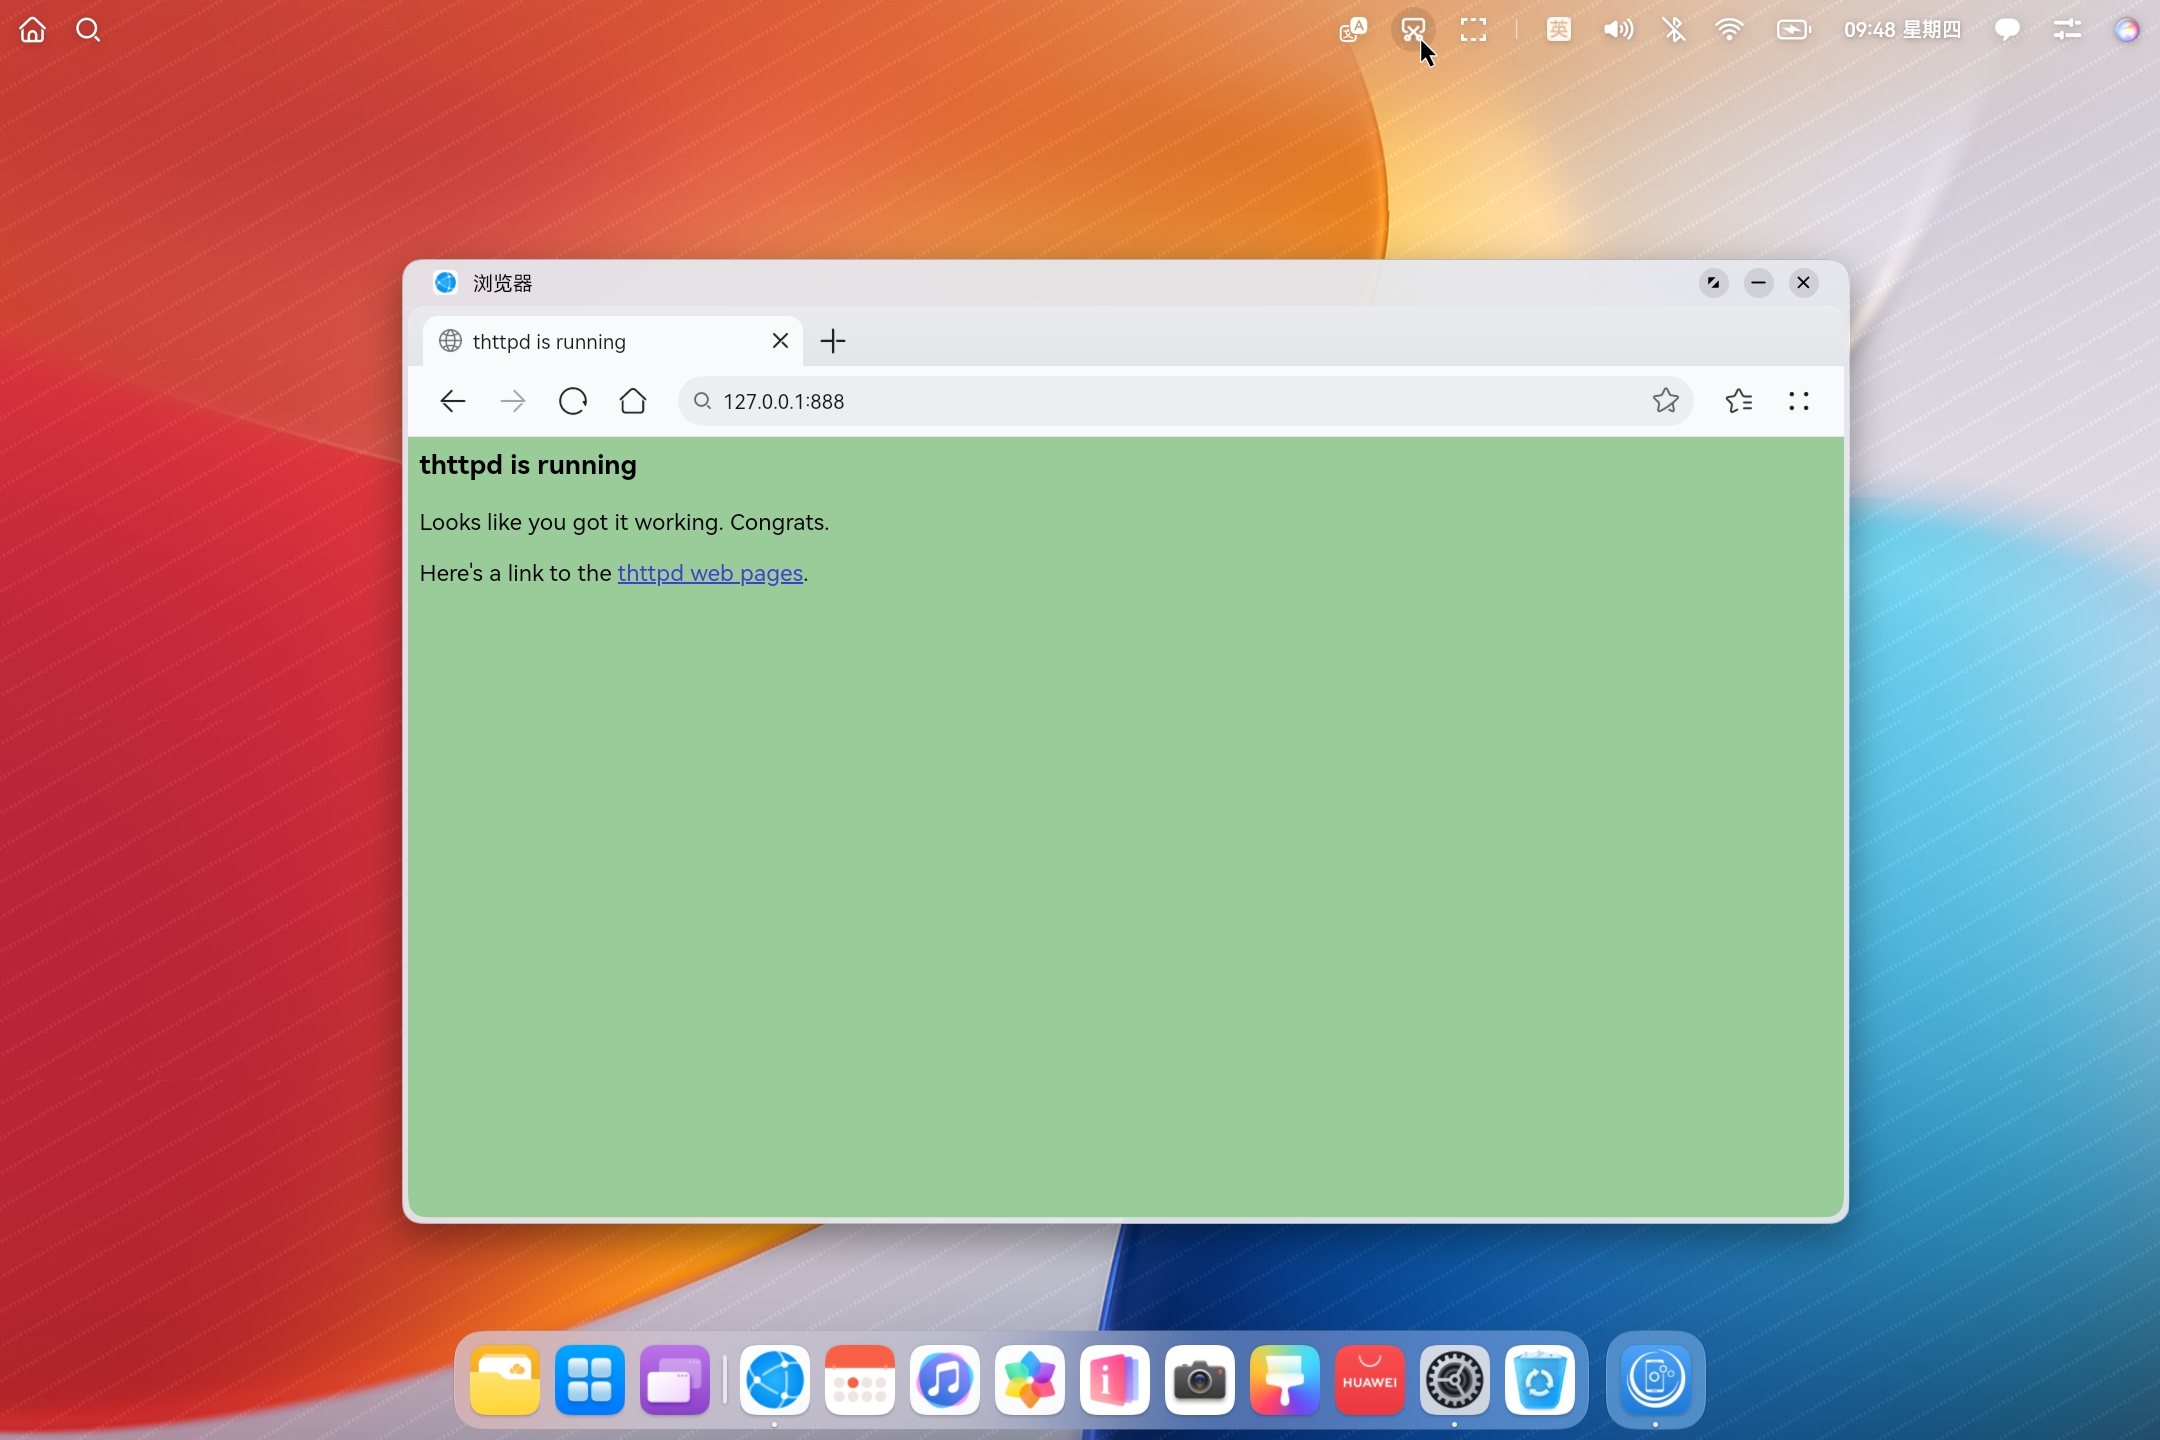 英
09:48 星期四
浏览器
thttpd is running
127.0.0.1:888
thttpd is running
Looks like you got it working. Congrats.
Here's a link to the thttpd web pages.
HUAWEI